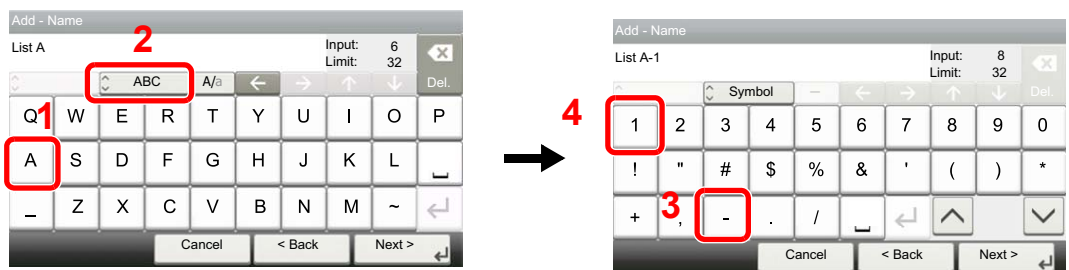 Add - Name
List A
Input: 6
Limit: 32
2
ABC
A/a
Del.
1
Q W E R T Y U I O P
A S D F G H J K L
_ Z X C V B N M ~
Cancel < Back Next >
Add - Name
List A-1
Input: 8
Limit: 32
Symbol
Del.
4
1 2 3 4 5 6 7 8 9 0
! " # $ % & ' ( ) *
3
+ , - . /
Cancel < Back Next >